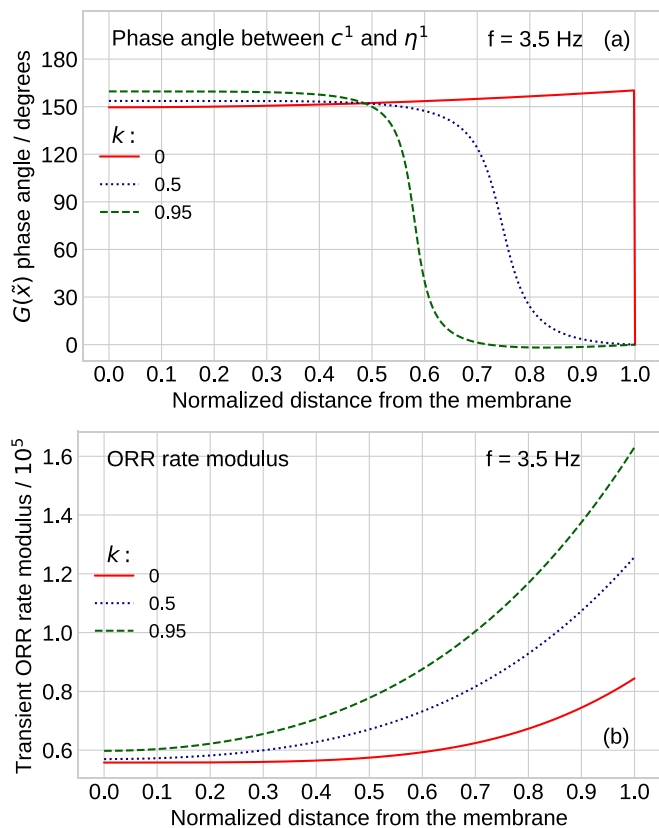 Phase angle between c¹ and η¹ f = 3.5 Hz (a)
G(x̃) phase angle / degrees
180
150
120
90
60
30
0
k :
0
0.5
0.95
0.0 0.1 0.2 0.3 0.4 0.5 0.6 0.7 0.8 0.9 1.0
Normalized distance from the membrane
ORR rate modulus f = 3.5 Hz
Transient ORR rate modulus / 10⁵
1.6
1.4
1.2
1.0
0.8
0.6
k :
0
0.5
0.95
(b)
0.0 0.1 0.2 0.3 0.4 0.5 0.6 0.7 0.8 0.9 1.0
Normalized distance from the membrane